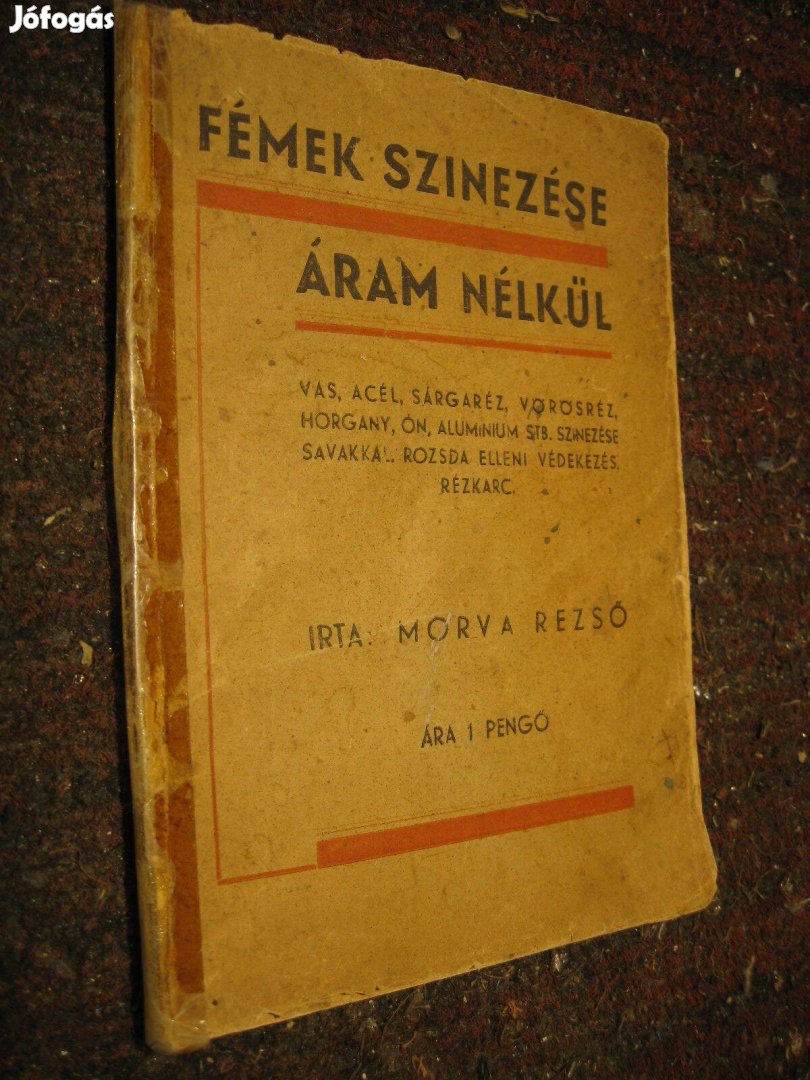 Jófogás
FÉMEK SZINEZÉSE
ÁRAM NÉLKÜL
VAS, ACÉL, SÁRGARÉZ, VÖRÖSRÉZ,
HORGANY, ÓN, ALUMINIUM STB. SZINEZÉSE
SAVAKKAL. ROZSDA ELLENI VÉDEKEZÉS.
RÉZKARC.
IRTA: MORVA REZSŐ
ÁRA 1 PENGŐ